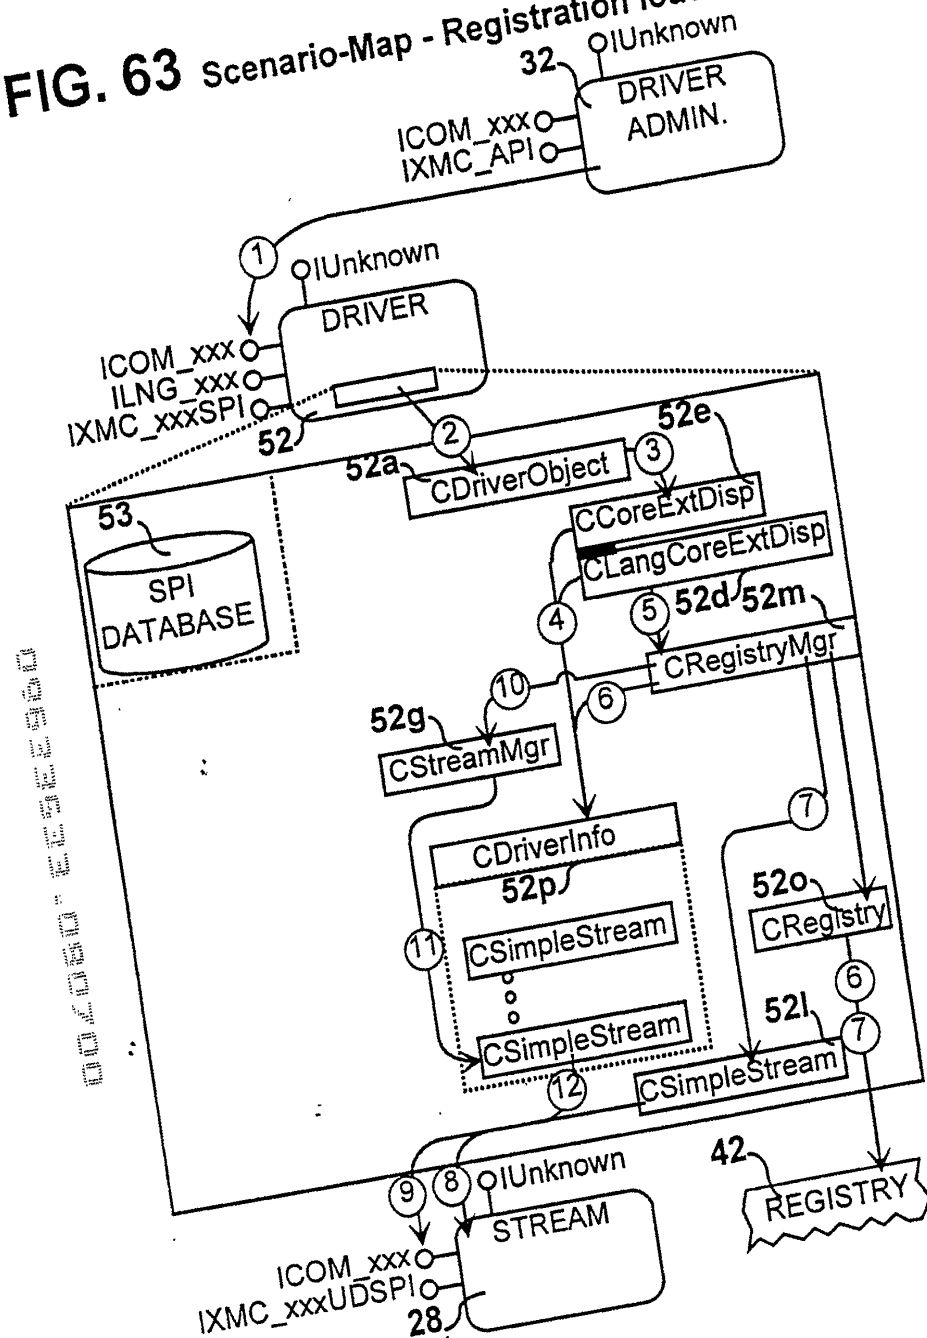 FIG. 63 Scenario-Map - Registration
IUnknown
32
DRIVER
ADMIN.
ICOM_xxx
IXMC_API
1
IUnknown
DRIVER
ICOM_xxx
ILNG_xxx
IXMC_xxxSPI
52
2
3
52e
52a
CDriverObject
CCoreExtDisp
53
CLangCoreExtDisp
SPI
DATABASE
4
5
52d
52m
CRegistryMgr
10
6
52g
CStreamMgr
7
CDriverInfo
52p
52o
CRegistry
CSimpleStream
11
6
52l
CSimpleStream
7
12
CSimpleStream
42
IUnknown
9
8
REGISTRY
STREAM
ICOM_xxx
IXMC_xxxUDSPI
28
09633633.080700